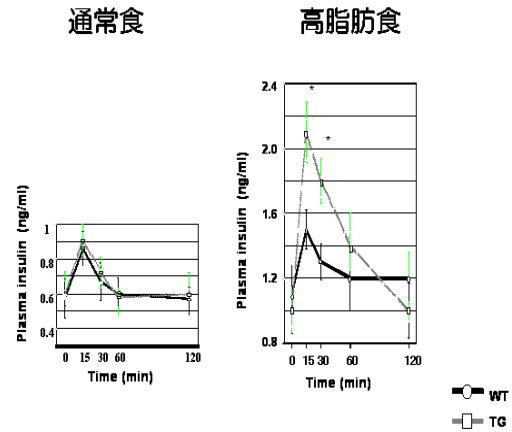 通常食
Plasma insulin (ng/ml)
1
0.8
0.6
0.4
0 15 30 60 120
Time (min)
高脂肪食
Plasma insulin (ng/ml)
2.4
2.0
1.6
1.2
0.8
*
*
0 15 30 60 120
Time (min)
WT
TG